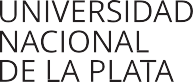 UNIVERSIDAD
NACIONAL
DE LA PLATA